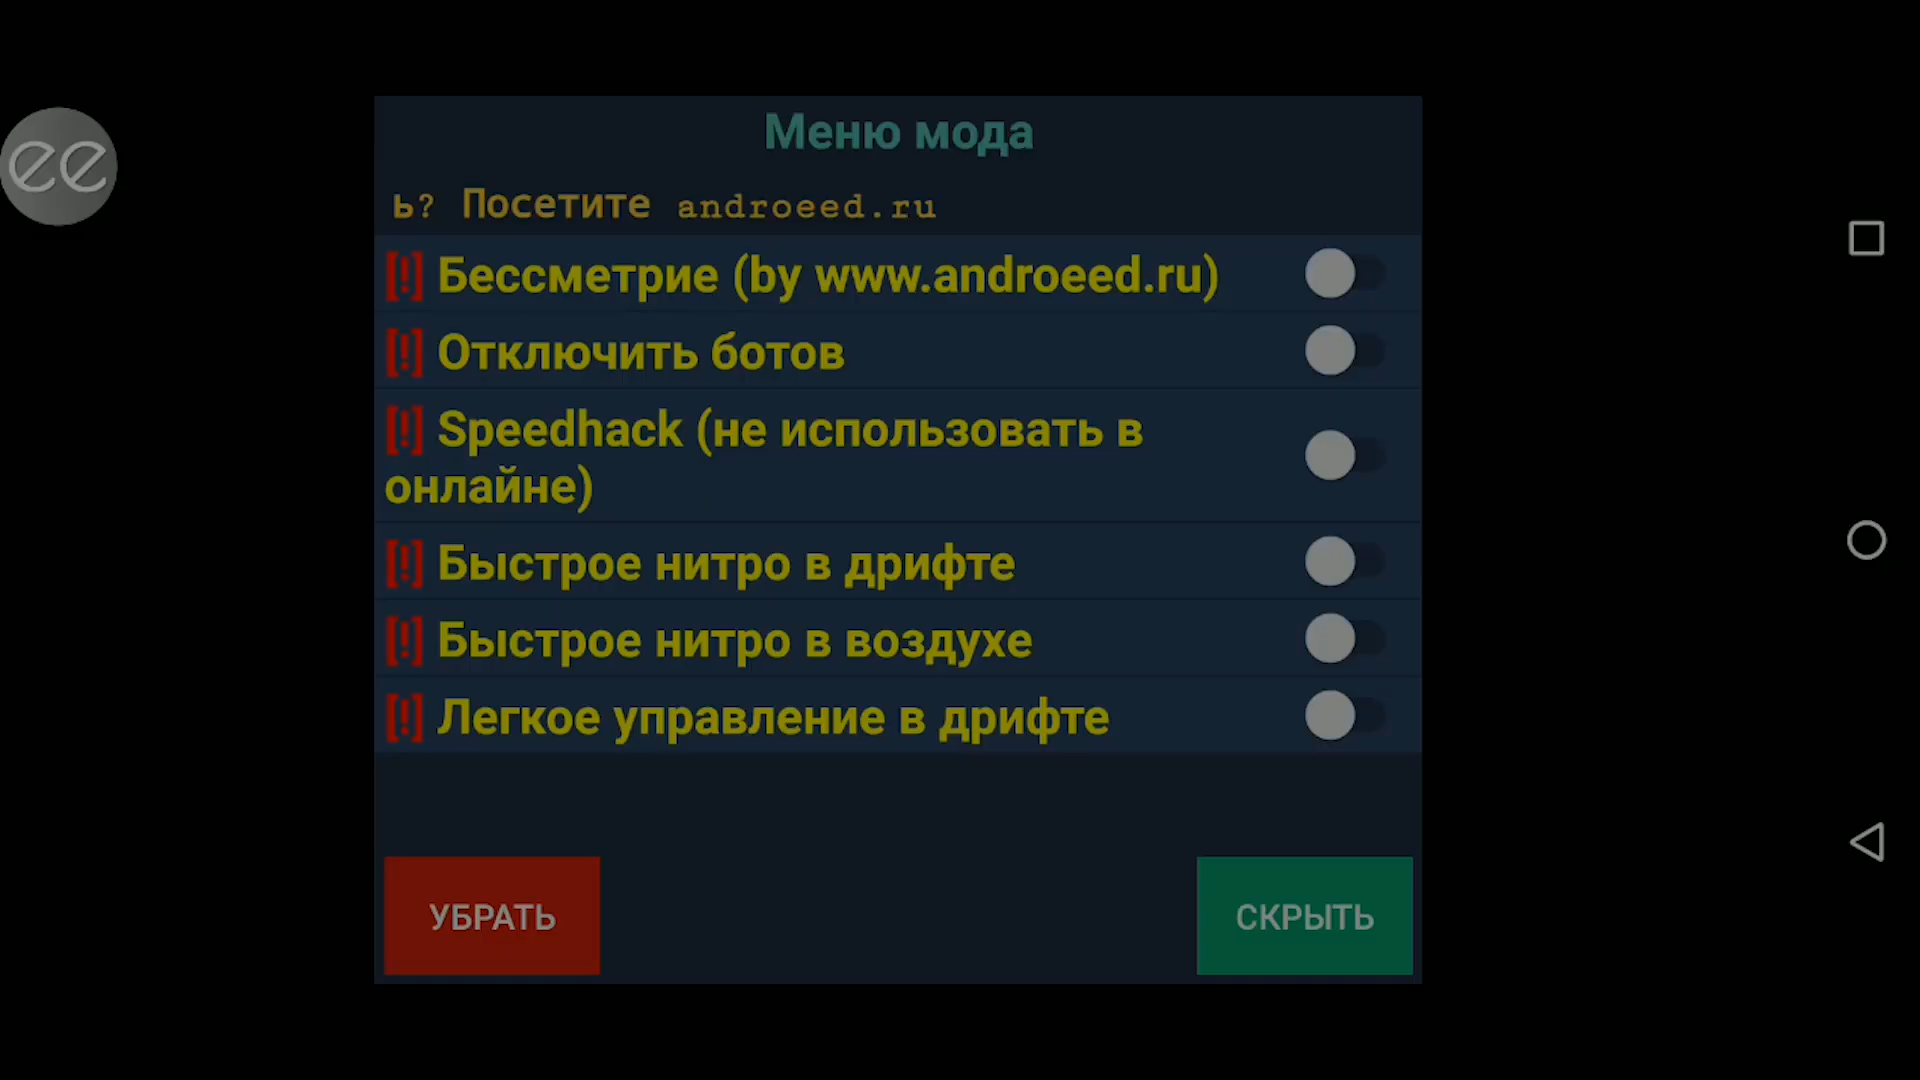 ee
Меню мода
ь? Посетите androeed.ru
[!] Бессметрие (by www.androeed.ru)
[!] Отключить ботов
[!] Speedhack (не использовать в
онлайне)
[!] Быстрое нитро в дрифте
[!] Быстрое нитро в воздухе
[!] Легкое управление в дрифте
УБРАТЬ
СКРЫТЬ